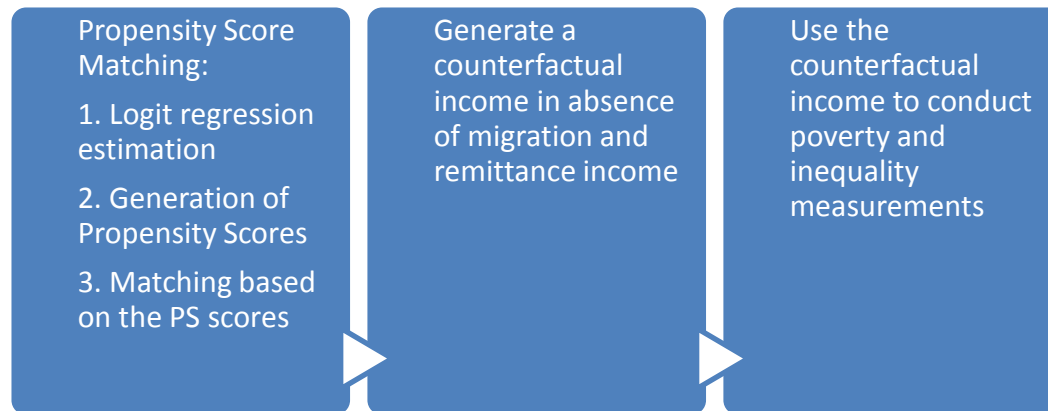 Propensity Score
Matching:
1. Logit regression
estimation
2. Generation of
Propensity Scores
3. Matching based
on the PS scores
Generate a
counterfactual
income in absence
of migration and
remittance income
Use the
counterfactual
income to conduct
poverty and
inequality
measurements